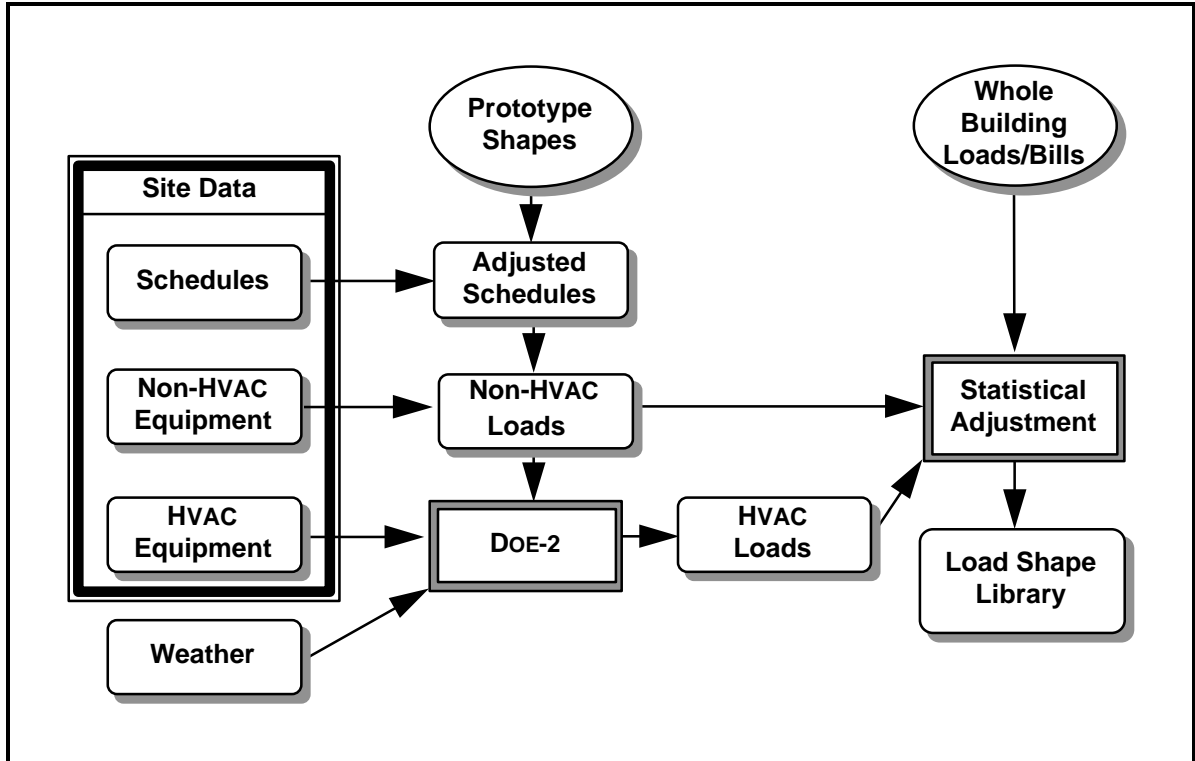 Prototype
Shapes
Whole
Building
Loads/Bills
Site Data
Schedules
Adjusted
Schedules
Non-HVAC
Equipment
Non-HVAC
Loads
Statistical
Adjustment
HVAC
Equipment
DOE-2
HVAC
Loads
Load Shape
Library
Weather